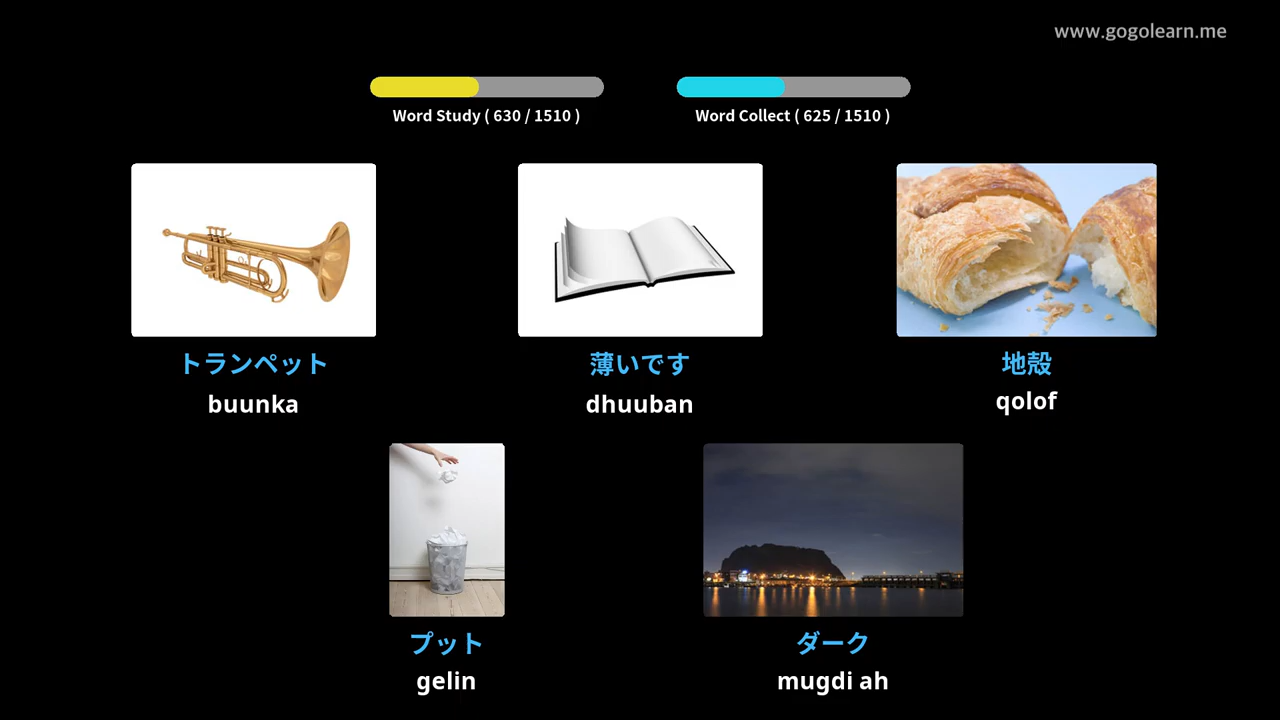 www.gogolearn.me
Word Study ( 630 / 1510 )
Word Collect ( 625 / 1510 )
トランペット
buunka
薄いです
dhuuban
地殻
qolof
プット
gelin
ダーク
mugdi ah